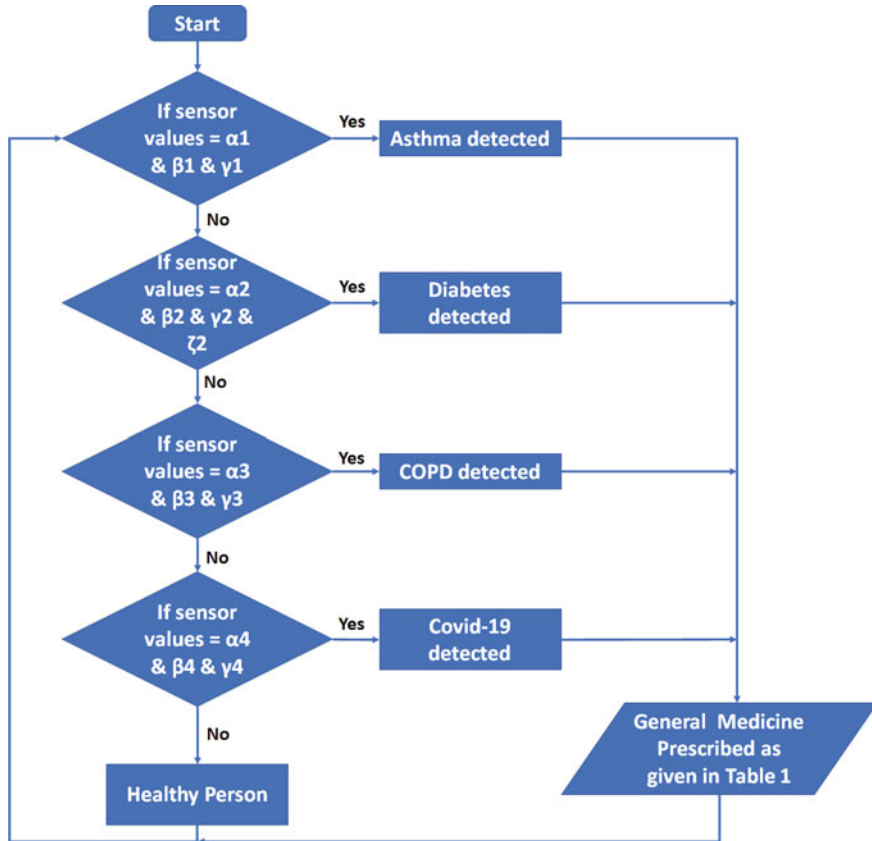 Start
If sensor
values = α1
& β1 & γ1
Yes
Asthma detected
No
If sensor
values = α2
& β2 & γ2 &
ζ2
Yes
Diabetes
detected
No
If sensor
values = α3
& β3 & γ3
Yes
COPD detected
No
If sensor
values = α4
& β4 & γ4
Yes
Covid-19
detected
No
Healthy Person
General Medicine
Prescribed as
given in Table 1